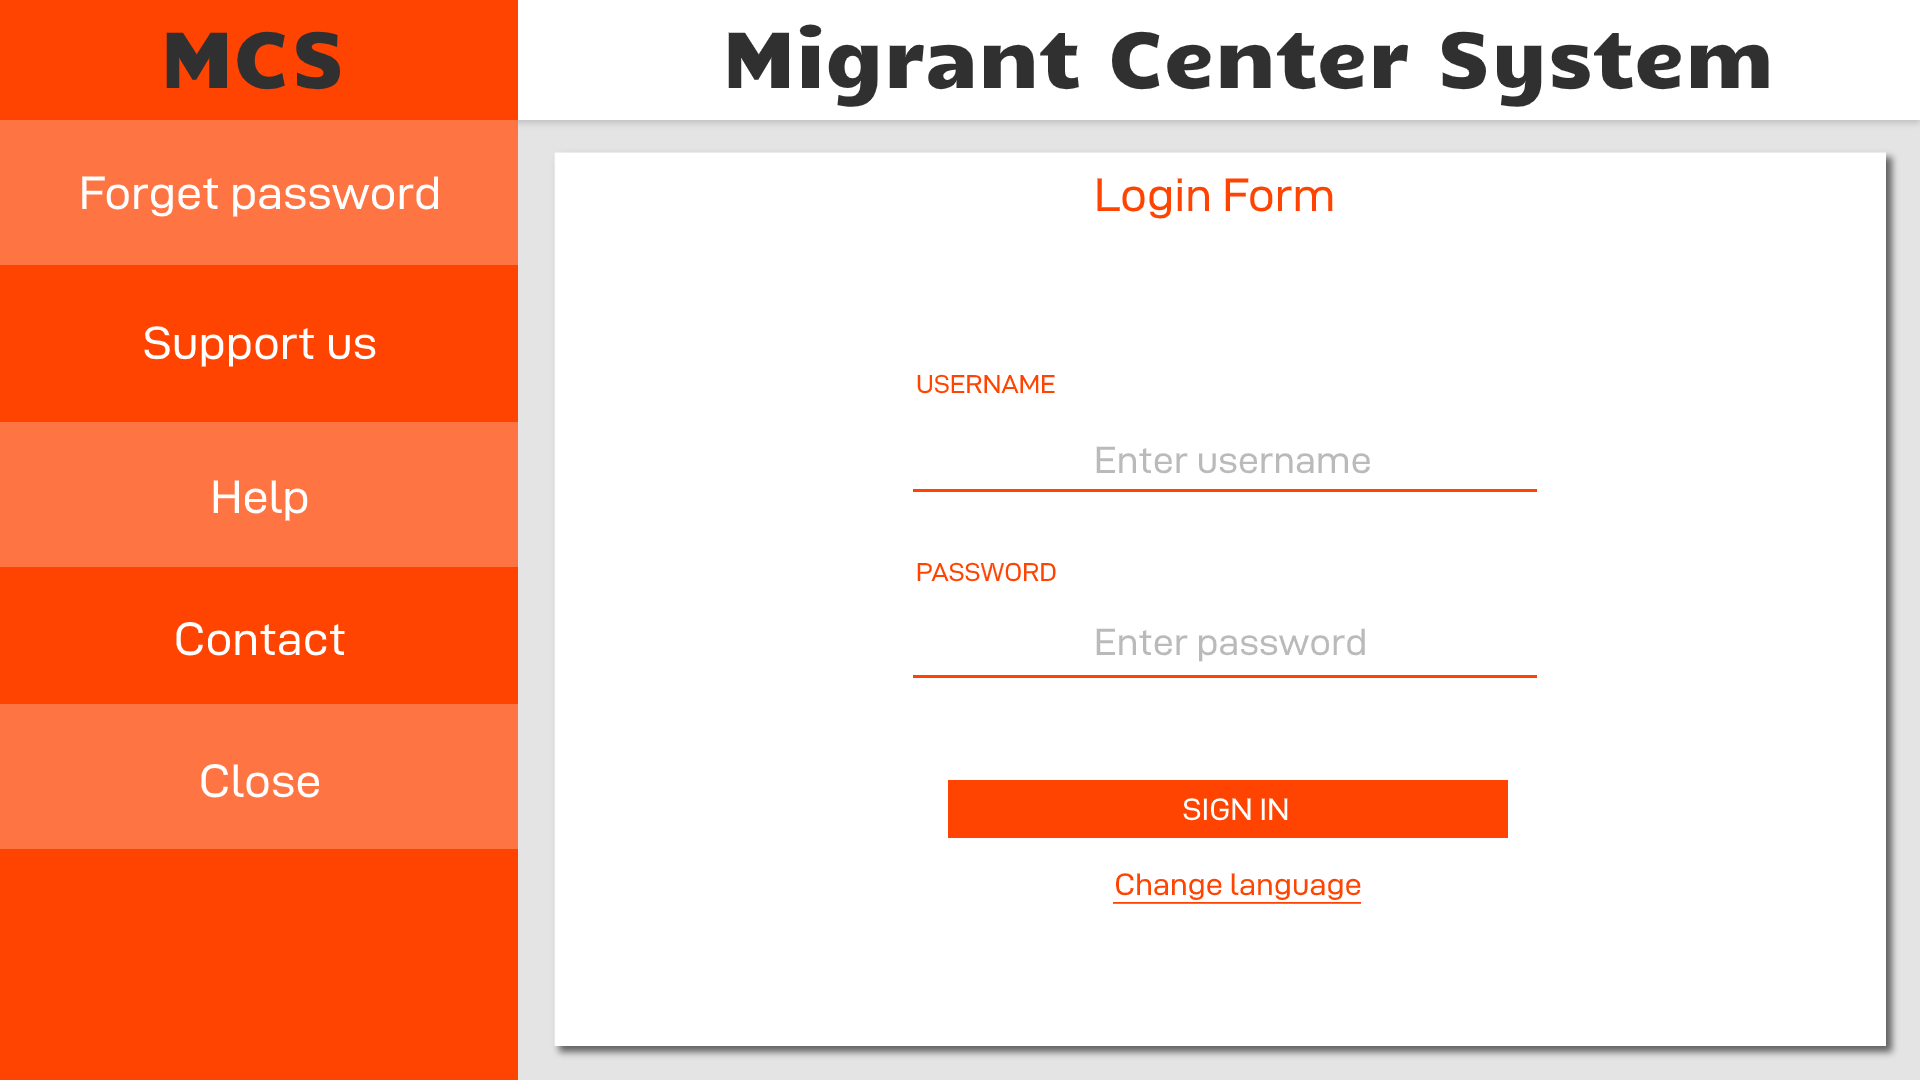 MCS
Migrant Center System
Forget password
Support us
Help
Contact
Close
Login Form
USERNAME
Enter username
PASSWORD
Enter password
SIGN IN
Change language